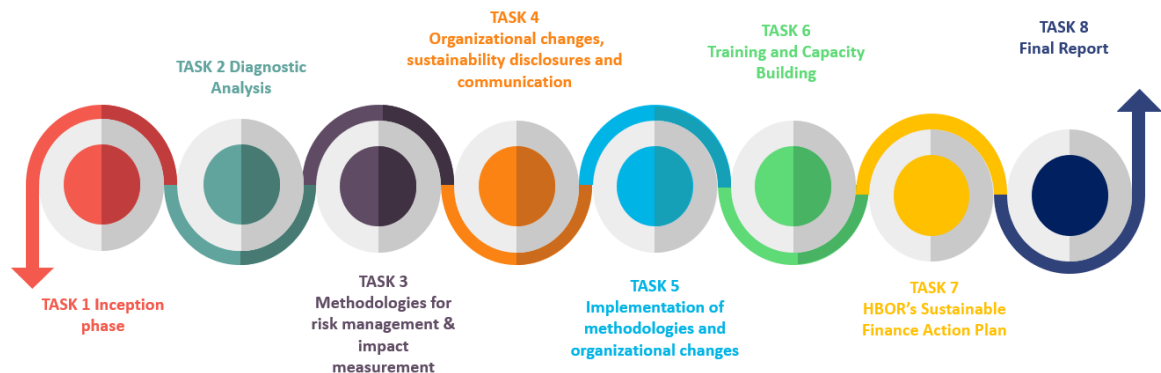 TASK 1 Inception
phase
TASK 2 Diagnostic
Analysis
TASK 3
Methodologies for
risk management &
impact
measurement
TASK 4
Organizational changes,
sustainability disclosures and
communication
TASK 5
Implementation of
methodologies and
organizational changes
TASK 6
Training and Capacity
Building
TASK 7
HBOR's Sustainable
Finance Action Plan
TASK 8
Final Report